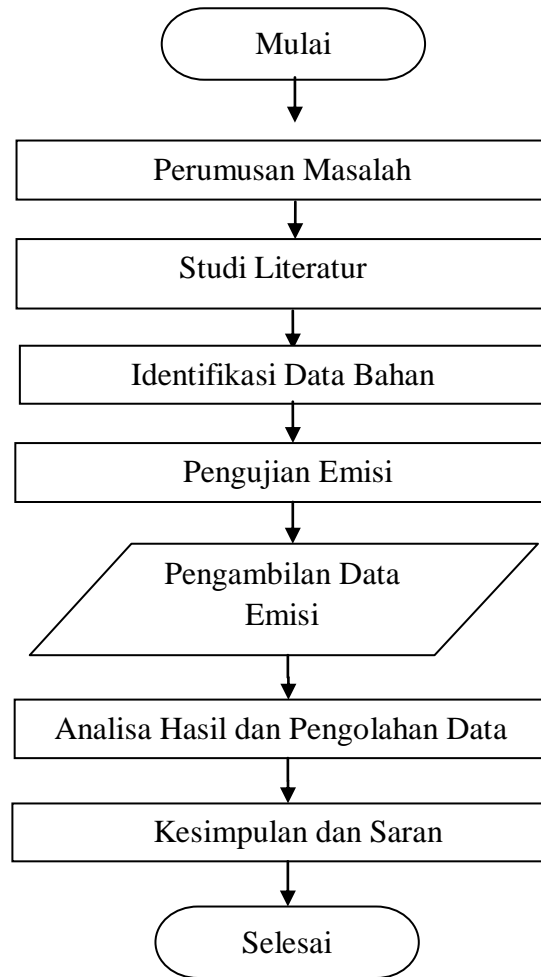 Mulai
Perumusan Masalah
Studi Literatur
Identifikasi Data Bahan
Pengujian Emisi
Pengambilan Data
Emisi
Analisa Hasil dan Pengolahan Data
Kesimpulan dan Saran
Selesai